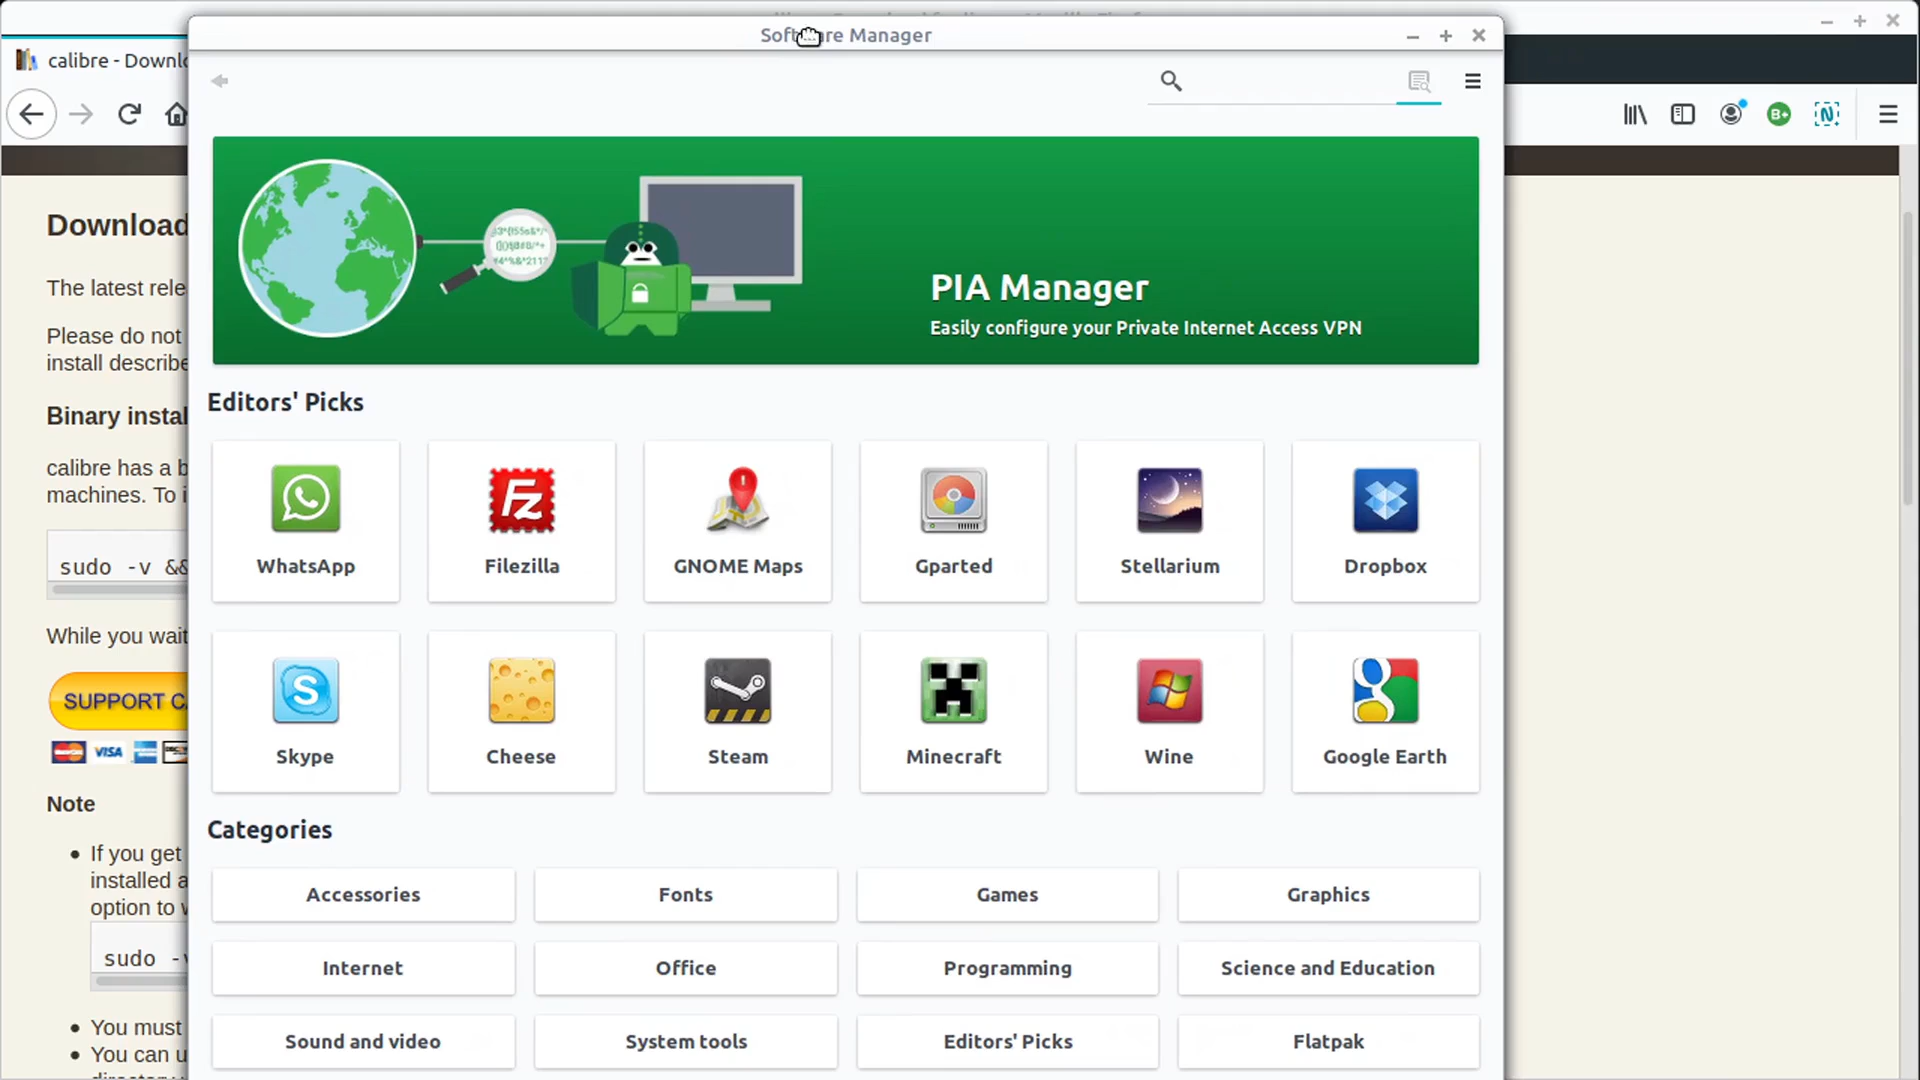 Software Manager
calibre - Downlo
PIA Manager
Easily configure your Private Internet Access VPN
Editors' Picks
WhatsApp
Filezilla
GNOME Maps
Gparted
Stellarium
Dropbox
Skype
Cheese
Steam
Minecraft
Wine
Google Earth
Categories
Accessories
Fonts
Games
Graphics
Internet
Office
Programming
Science and Education
Sound and video
System tools
Editors' Picks
Flatpak
Download
The latest rele
Please do not
install describe
Binary instal
calibre has a b
machines. To i
sudo -v &&
While you wait
SUPPORT CA
VISA
Note
If you get
installed a
option to w
sudo -v
You must
You can u